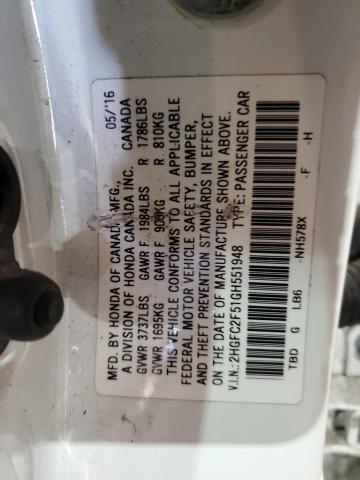 MFD. BY HONDA OF CANADA MFG., 05/'16
A DIVISION OF HONDA CANADA INC. CANADA
GVWR 3737LBS GAWR F 1984LBS R 1786LBS
GVWR 1695KG GAWR F 900KG R 810KG
THIS VEHICLE CONFORMS TO ALL APPLICABLE
FEDERAL MOTOR VEHICLE SAFETY, BUMPER,
AND THEFT PREVENTION STANDARDS IN EFFECT
ON THE DATE OF MANUFACTURE SHOWN ABOVE.
V.I.N.: 2HGFC2F51GH551948 TYPE: PASSENGER CAR
TBD G LB6 -NH578X -F -H